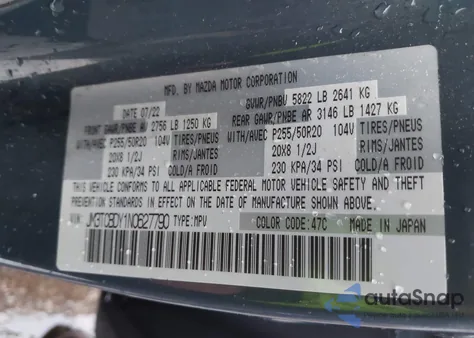 MFD. BY MAZDA MOTOR CORPORATION
DATE 07/22 GVWR/PNBV 5822 LB 2641 KG
FRONT GAWR/PNBE AV 2756 LB 1250 KG REAR GAWR/PNBE AR 3146 LB 1427 KG
WITH/AVEC P255/50R20 104V TIRES/PNEUS WITH/AVEC P255/50R20 104V TIRES/PNEUS
20X8 1/2J RIMS/JANTES 20X8 1/2J RIMS/JANTES
230 KPA/34 PSI COLD/A FROID 230 KPA/34 PSI COLD/A FROID
THIS VEHICLE CONFORMS TO ALL APPLICABLE FEDERAL MOTOR VEHICLE SAFETY AND THEFT
PREVENTION STANDARDS IN EFFECT ON THE DATE OF MANUFACTURE SHOWN ABOVE.
VIN: TYPE:MPV COLOR CODE:47C MADE IN JAPAN
autoSnap